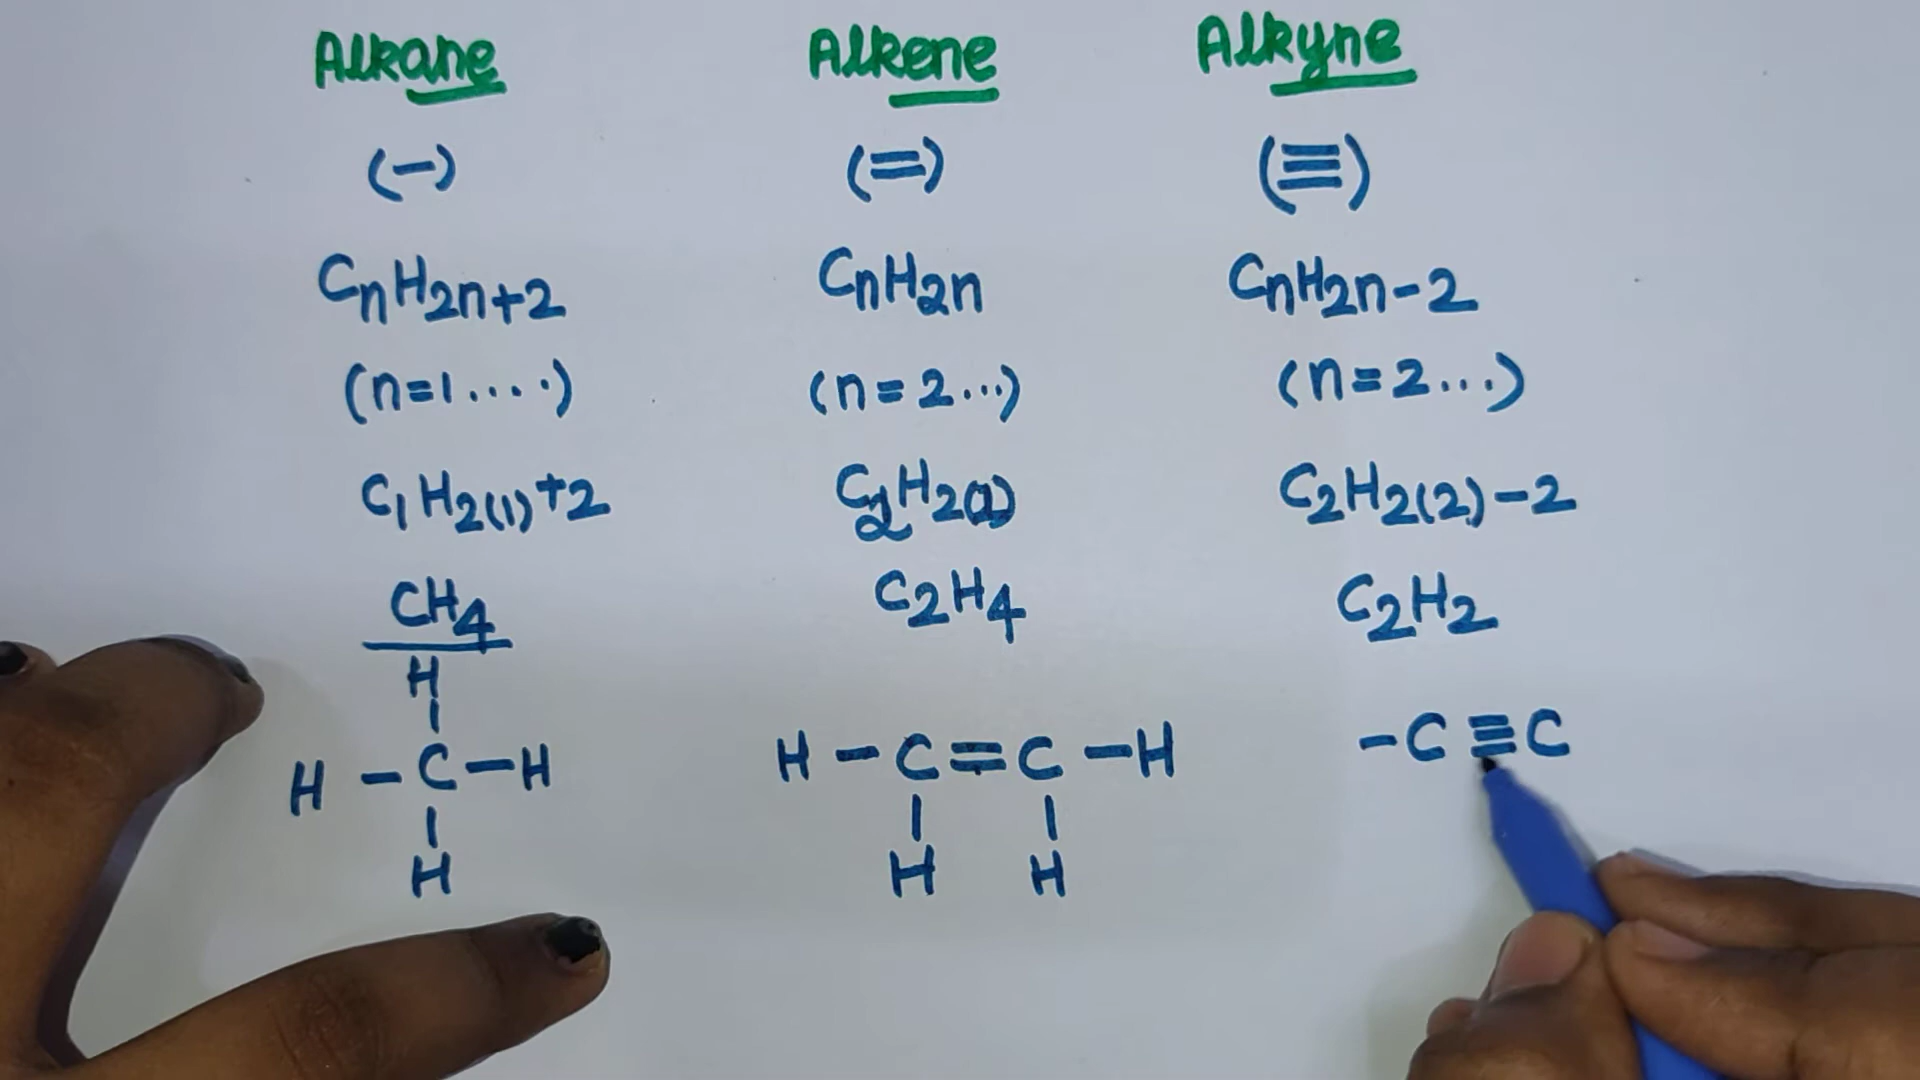 Alkane Alkene Alkyne
(-) (=) (≡)
CnH2n+2 CnH2n CnH2n-2
(n=1....) (n=2...) (n=2...)
C1H2(1)+2 C2H2(2) C2H2(2)-2
CH4 C2H4 C2H2
H
|
H-C-H H-C=C-H -C≡C
| | |
H H H